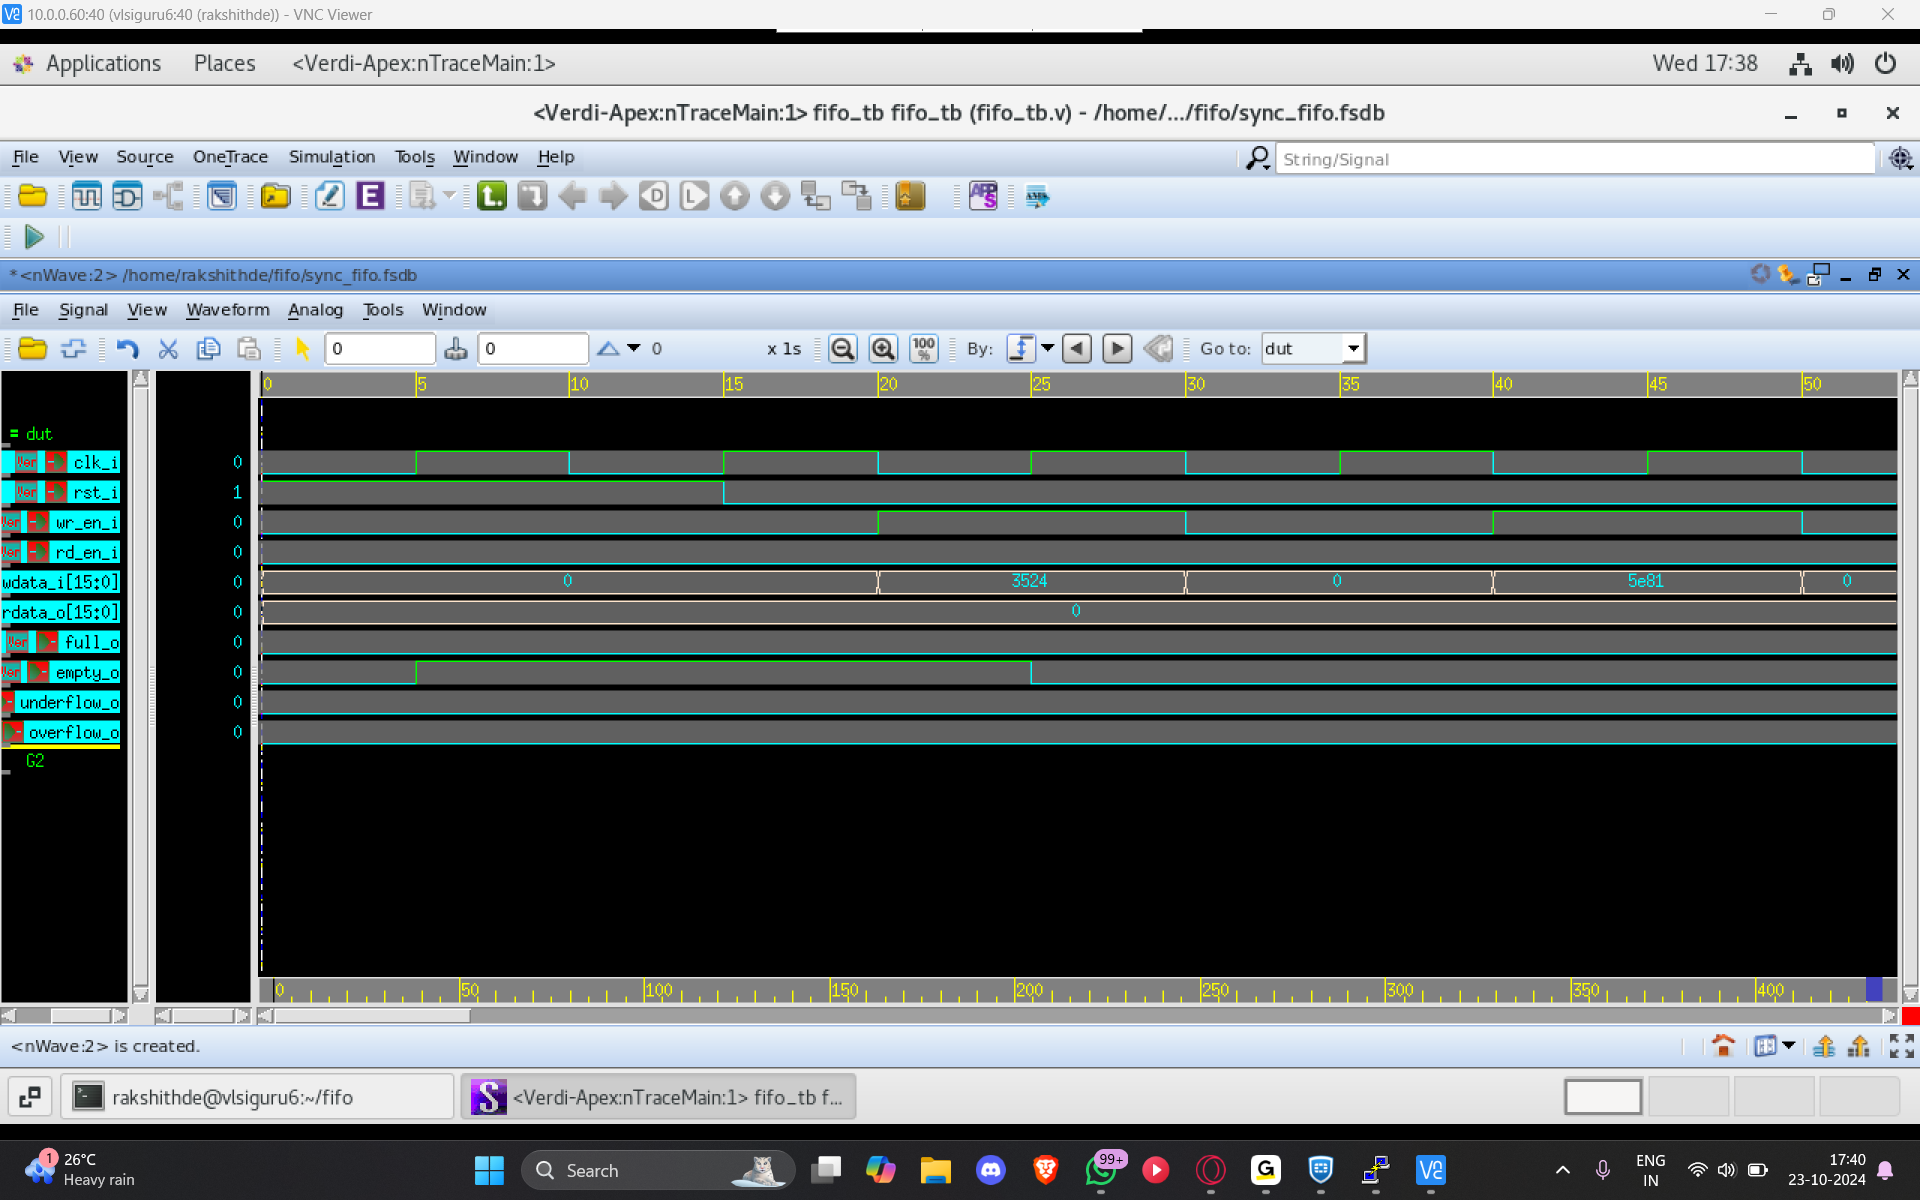 10.0.0.60:40 (vlsiguru6:40 (rakshithde)) - VNC Viewer
Applications Places <Verdi-Apex:nTraceMain:1> Wed 17:38
<Verdi-Apex:nTraceMain:1> fifo_tb fifo_tb (fifo_tb.v) - /home/.../fifo/sync_fifo.fsdb
File View Source OneTrace Simulation Tools Window Help String/Signal
*<nWave:2> /home/rakshithde/fifo/sync_fifo.fsdb
File Signal View Waveform Analog Tools Window
0 0 0 x 1s 100 % By: Go to: dut
0 5 10 15 20 25 30 35 40 45 50
= dut
clk_i 0
rst_i 1
wr_en_i 0
rd_en_i 0
wdata_i[15:0] 0 0 3524 0 5e81 0
rdata_o[15:0] 0 0
full_o 0
empty_o 0
underflow_o 0
overflow_o 0
G2
0 50 100 150 200 250 300 350 400
<nWave:2> is created.
rakshithde@vlsiguru6:~/fifo <Verdi-Apex:nTraceMain:1> fifo_tb f...
1 26°C
Heavy rain
Search 99+ ENG
IN
17:40
23-10-2024